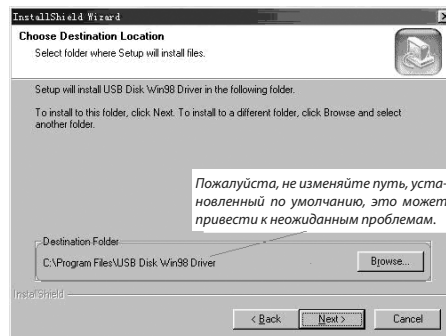 InstallShield Wizard
Choose Destination Location
Select folder where Setup will install files.
Setup will install USB Disk Win98 Driver in the following folder.
To install to this folder, click Next. To install to a different folder, click Browse and select
another folder.
Пожалуйста, не изменяйте путь, уста-
новленный по умолчанию, это может
привести к неожиданным проблемам.
Destination Folder
C:\Program Files\USB Disk Win98 Driver
Browse...
InstallShield
< Back
Next >
Cancel